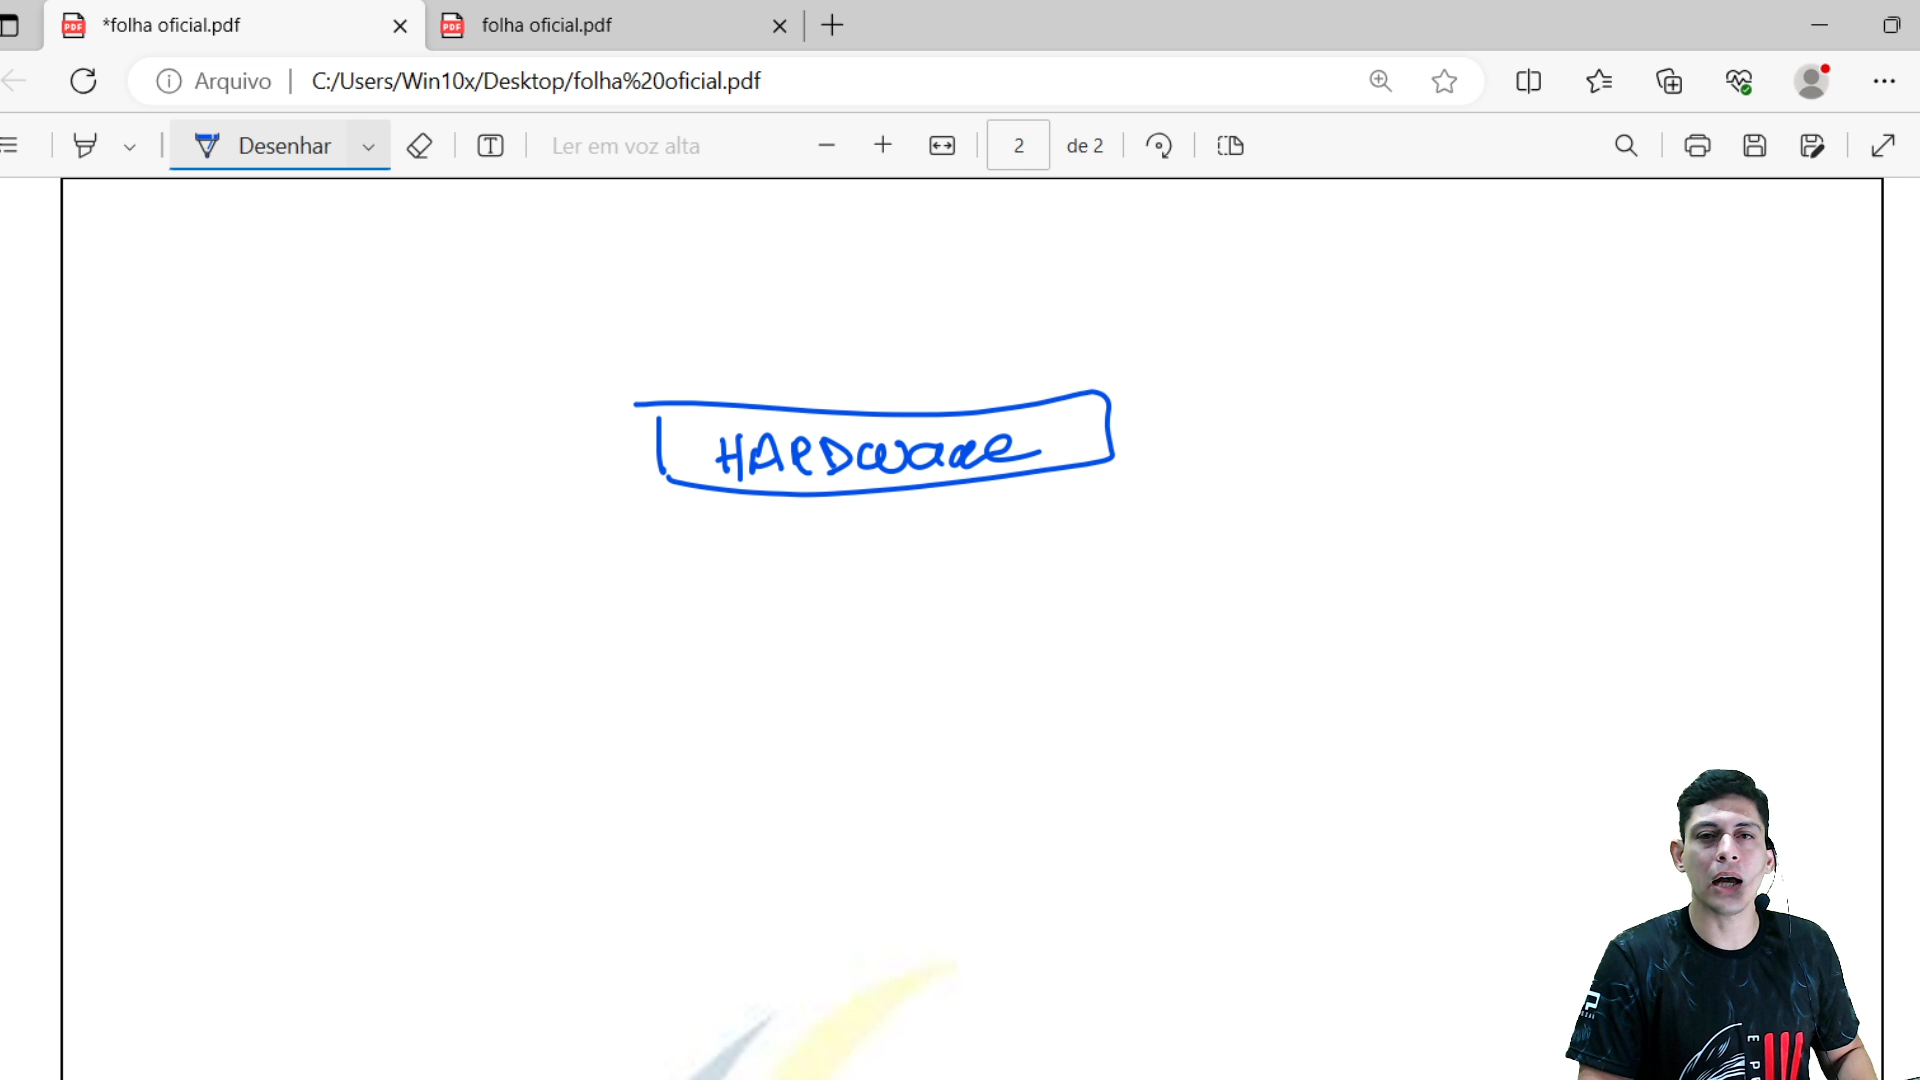 *folha oficial.pdf
folha oficial.pdf
Arquivo
C:/Users/Win10x/Desktop/folha%20oficial.pdf
Desenhar
Ler em voz alta
2
de 2
HARDware